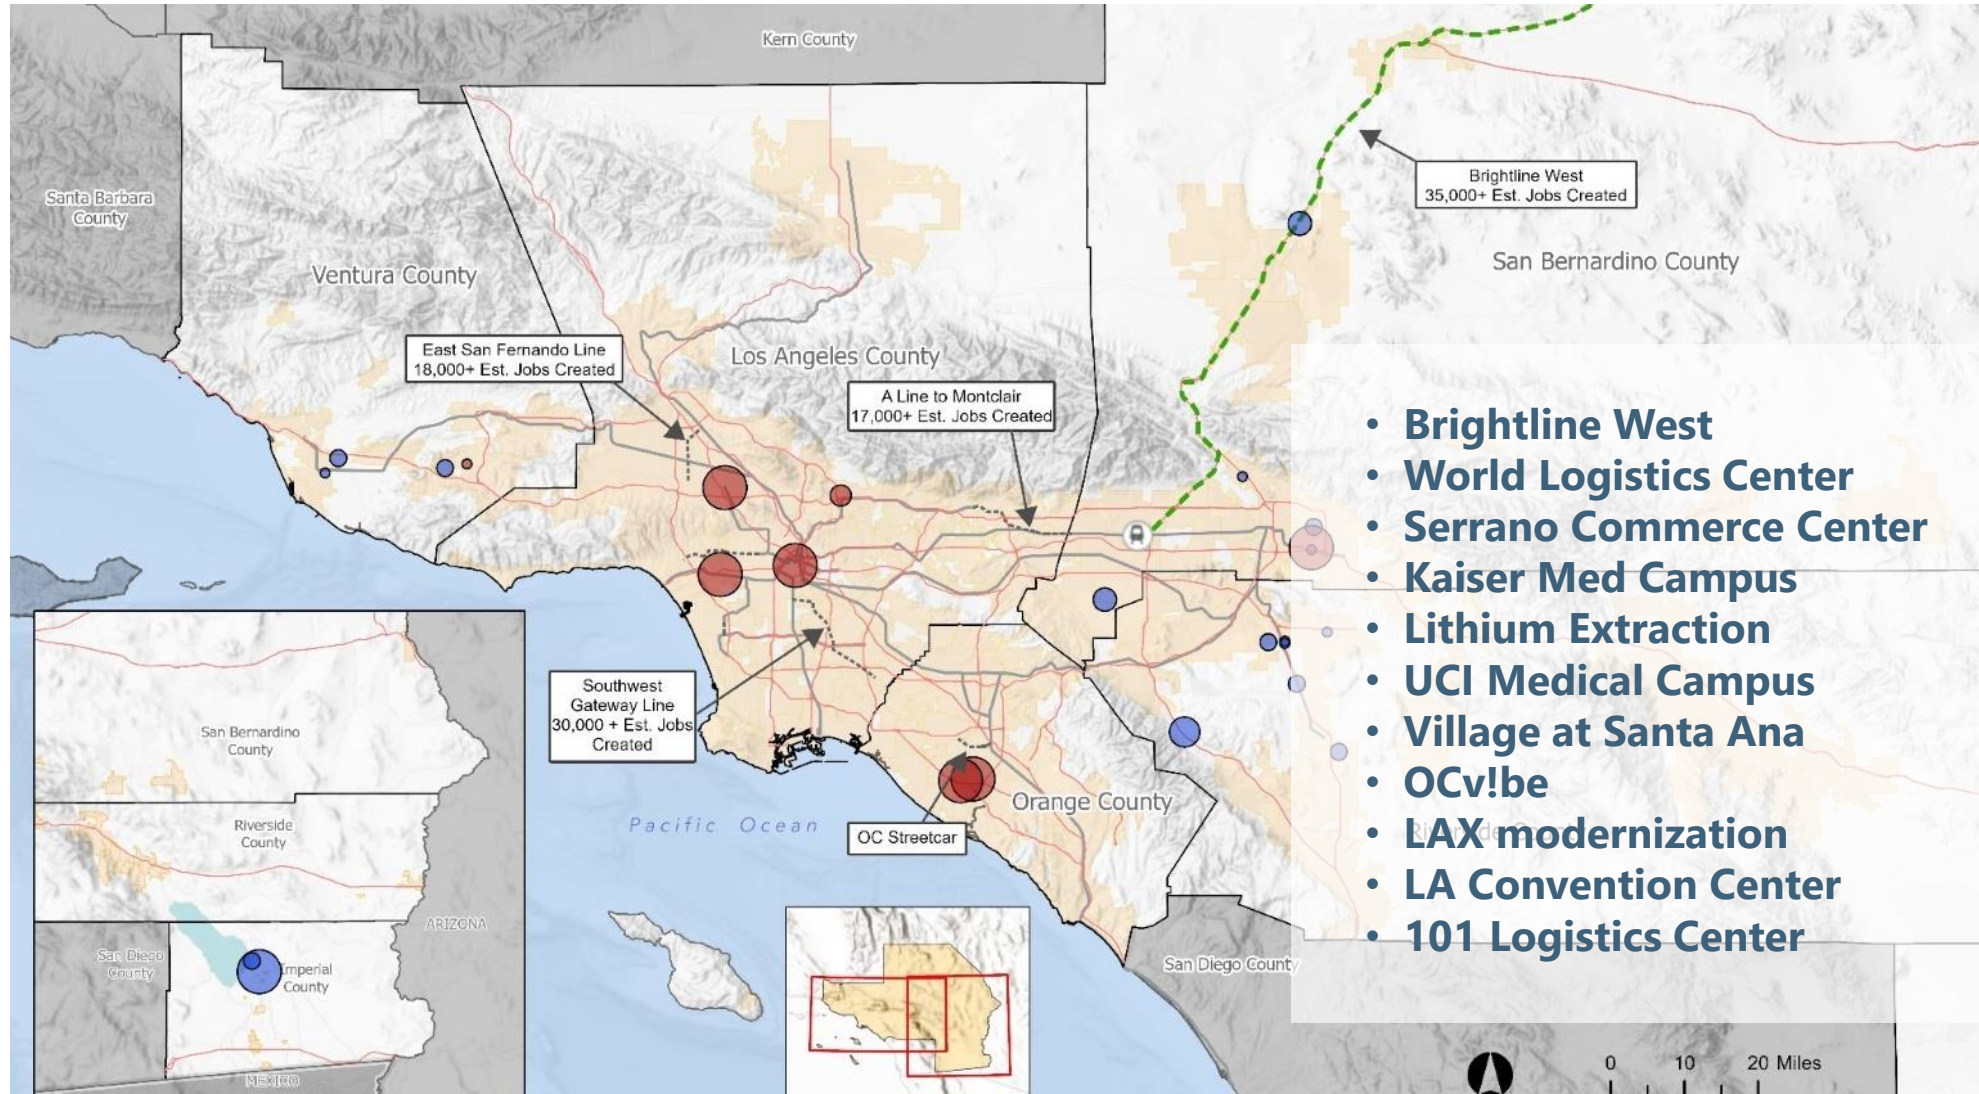 Kern County
Santa Barbara
County
Ventura County
Brightline West
35,000+ Est. Jobs Created
San Bernardino County
East San Fernando Line
18,000+ Est. Jobs Created
Los Angeles County
A Line to Montclair
17,000+ Est. Jobs Created
• Brightline West
• World Logistics Center
• Serrano Commerce Center
• Kaiser Med Campus
• Lithium Extraction
• UCI Medical Campus
• Village at Santa Ana
• OCv!be
• LAX modernization
• LA Convention Center
• 101 Logistics Center
Southwest
Gateway Line
30,000 + Est. Jobs
Created
Pacific Ocean
OC Streetcar
Orange County
Riverside County
San Diego County
San Bernardino
County
Riverside
County
ARIZONA
San Diego
County
Imperial
County
MEXICO
0 10 20 Miles